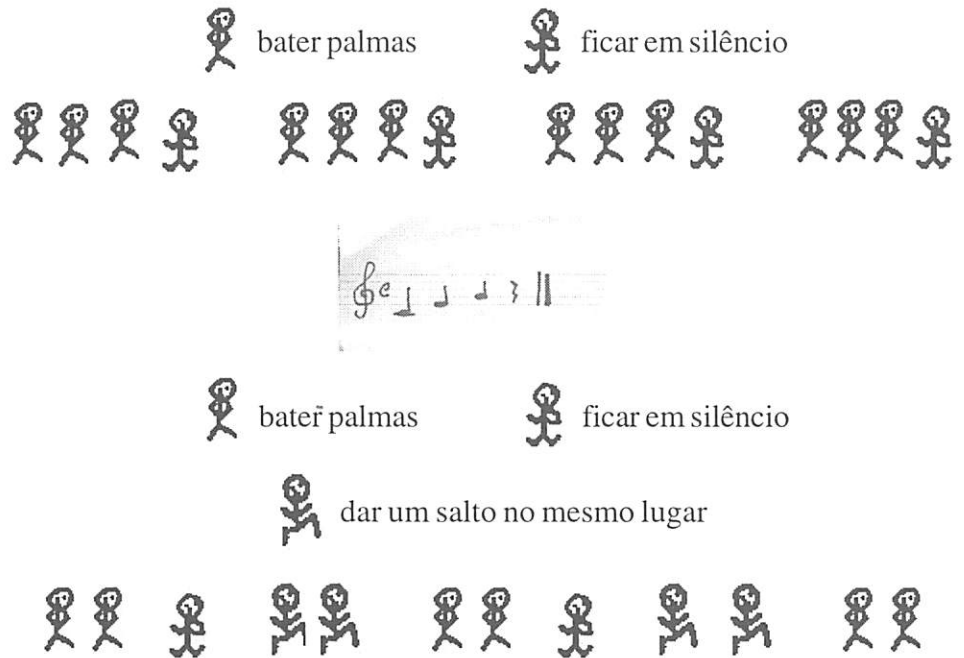 bater palmas ficar em silêncio
bater palmas ficar em silêncio
dar um salto no mesmo lugar